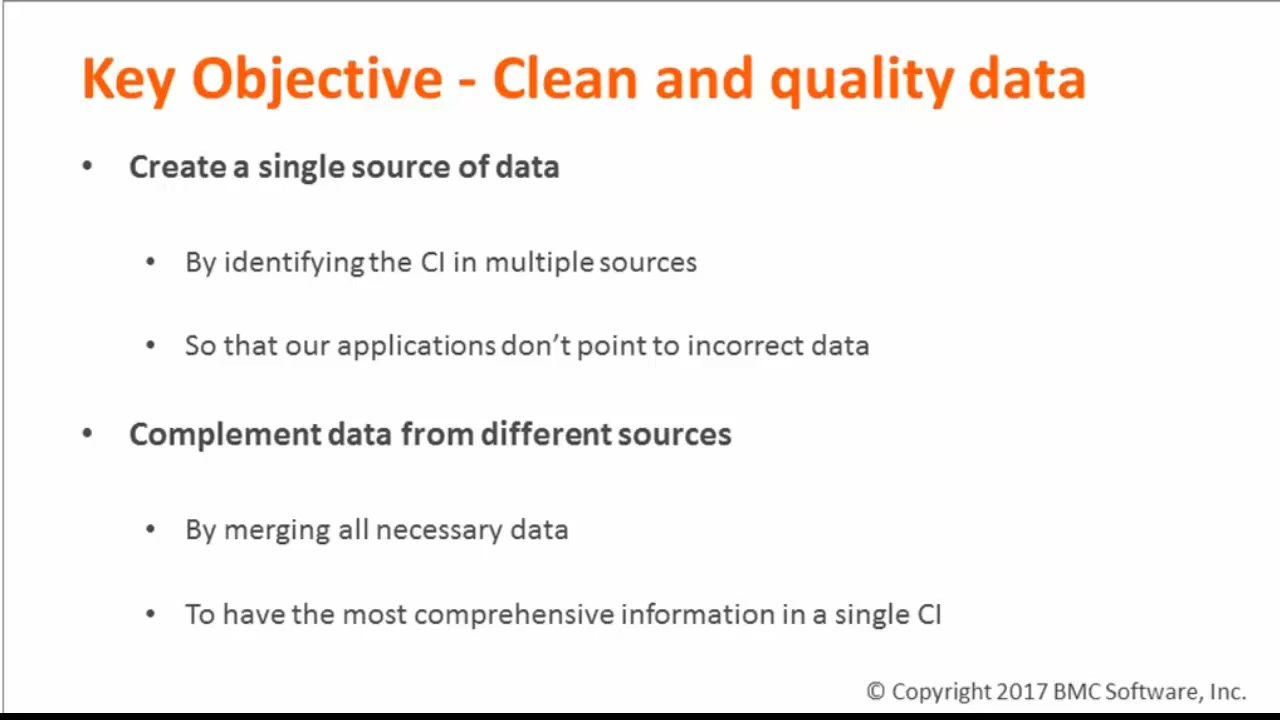 Key Objective - Clean and quality data
• Create a single source of data
• By identifying the CI in multiple sources
• So that our applications don’t point to incorrect data
• Complement data from different sources
• By merging all necessary data
• To have the most comprehensive information in a single CI
© Copyright 2017 BMC Software, Inc.